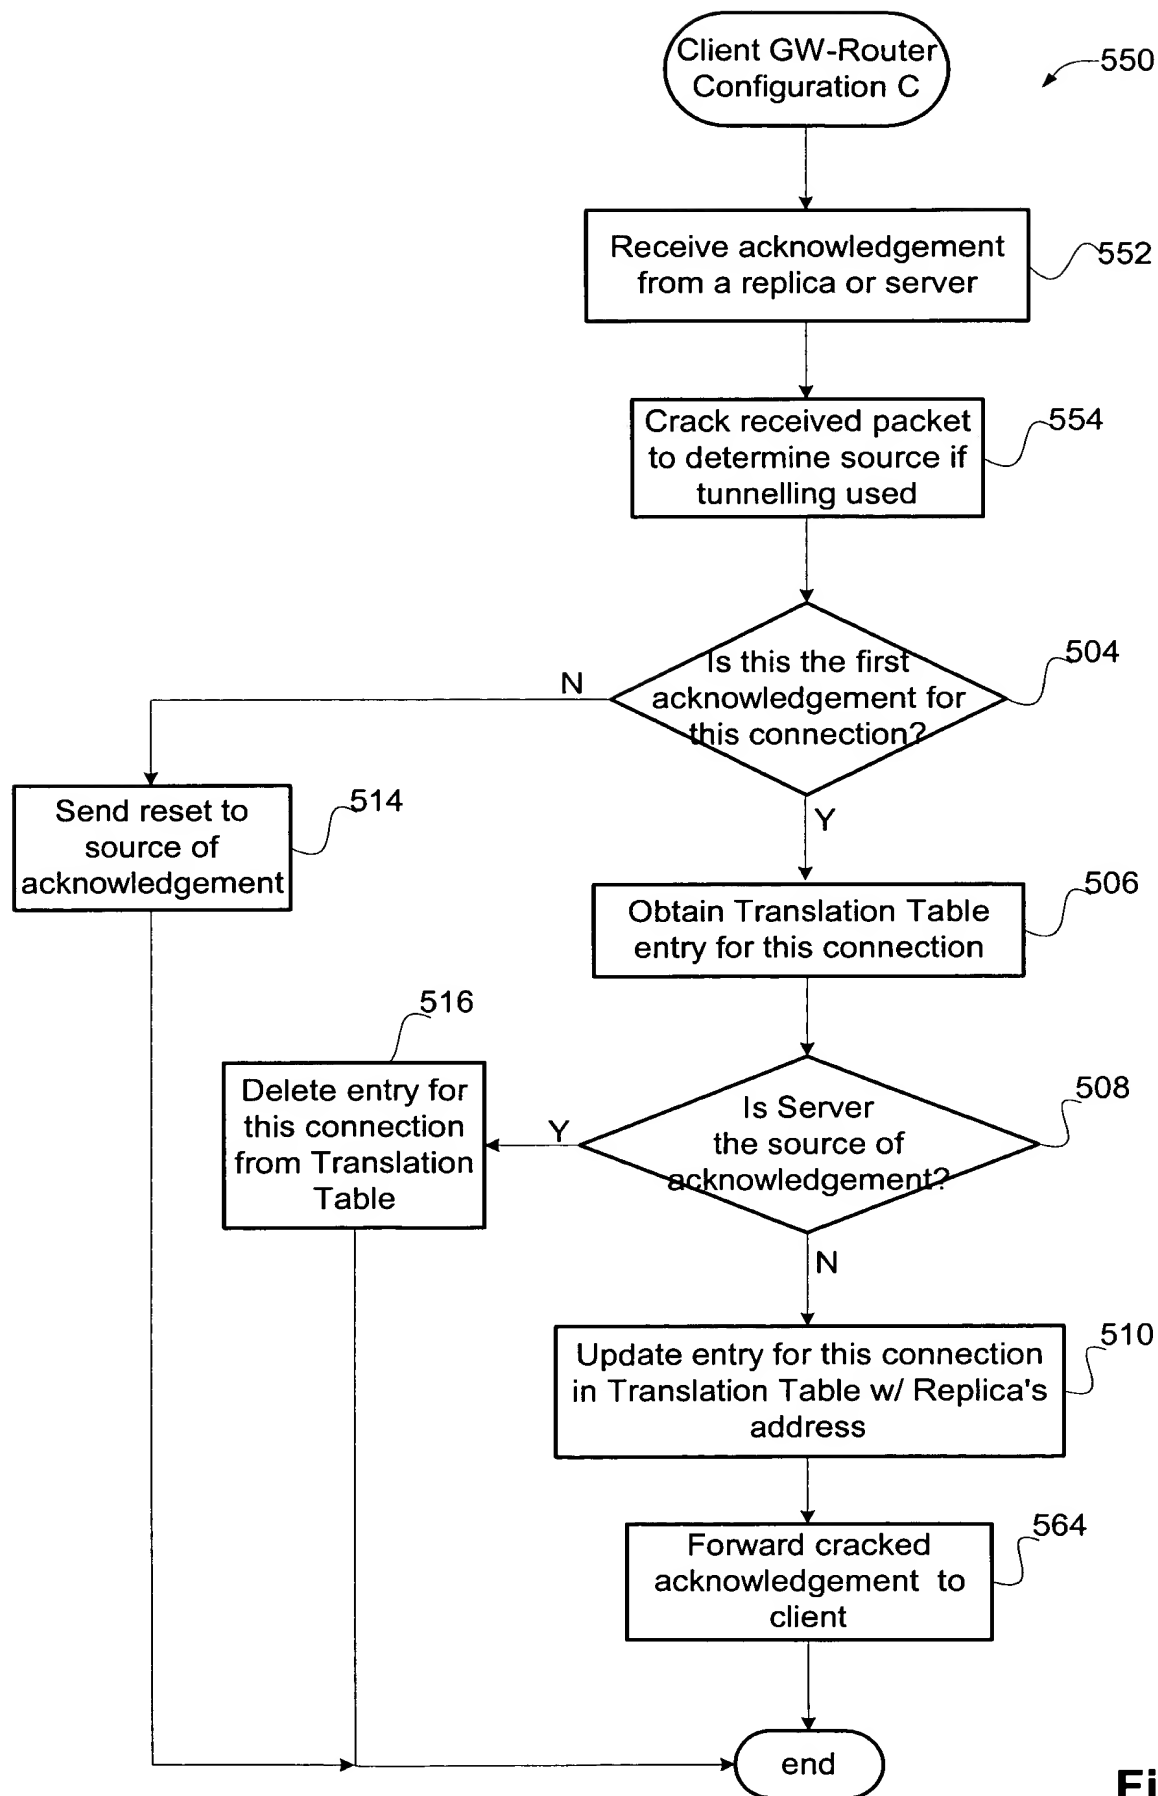 Client GW-Router
Configuration C
550
Receive acknowledgement
from a replica or server
552
Crack received packet
to determine source if
tunnelling used
554
Is this the first
acknowledgement for
this connection?
504
N
Y
Send reset to
source of
acknowledgement
514
Obtain Translation Table
entry for this connection
506
516
Delete entry for
this connection
from Translation
Table
Y
Is Server
the source of
acknowledgement?
508
N
Update entry for this connection
in Translation Table w/ Replica's
address
510
Forward cracked
acknowledgement to
client
564
end